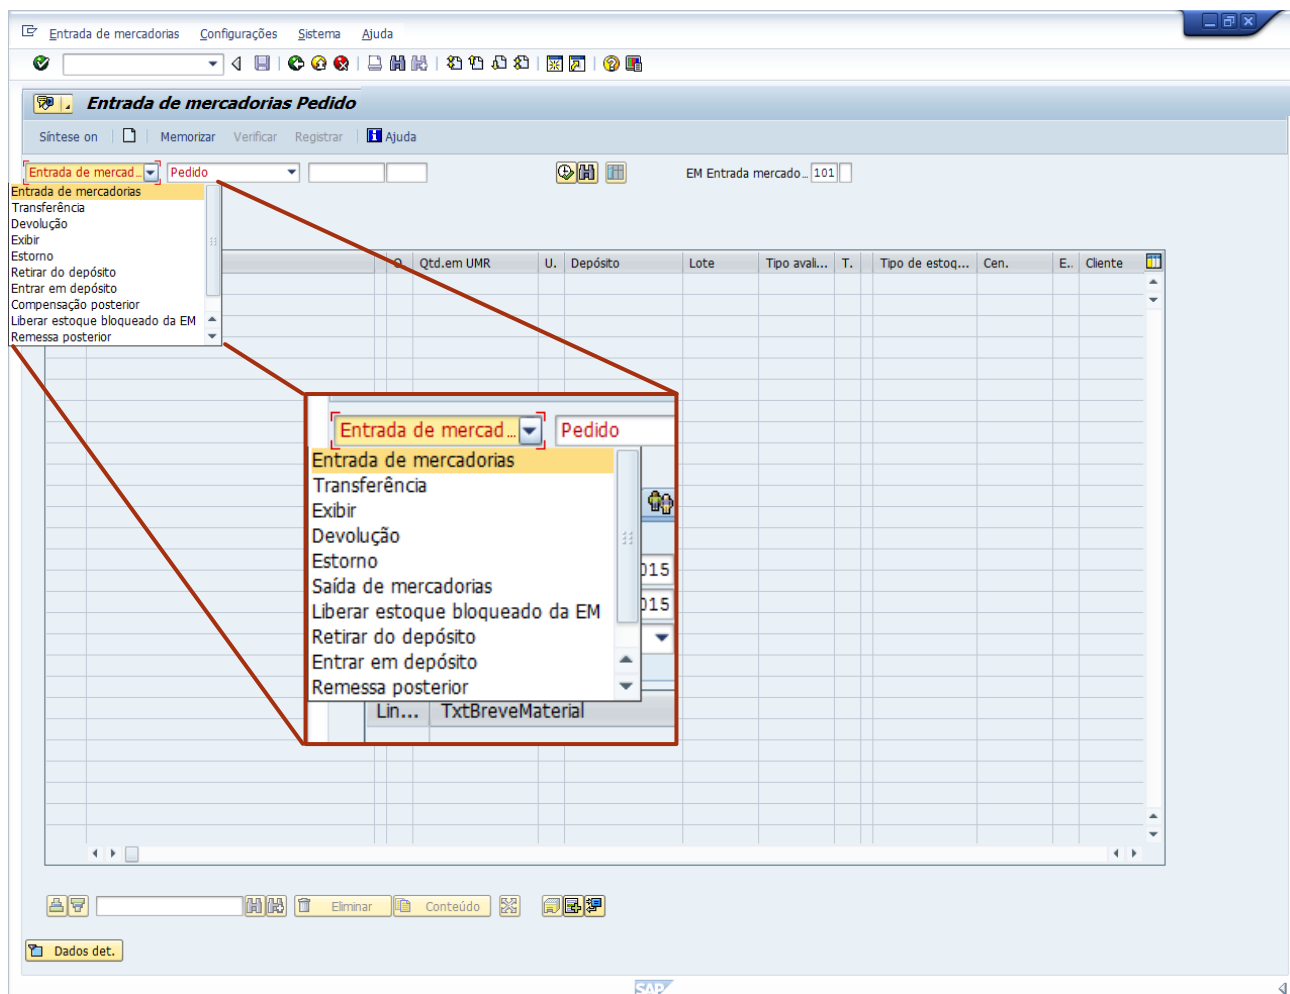 Entrada de mercadorias Configurações Sistema Ajuda
Entrada de mercadorias Pedido
Síntese on Memorizar Verificar Registrar Ajuda
Entrada de mercad... Pedido EM Entrada mercado... 101
Entrada de mercadorias
Transferência
Devolução
Exibir
Estorno
Retirar do depósito
Entrar em depósito
Compensação posterior
Liberar estoque bloqueado da EM
Remessa posterior
Qtd.em UMR U. Depósito Lote Tipo avali... T. Tipo de estoq... Cen. E.. Cliente
Entrada de mercad... Pedido
Entrada de mercadorias
Transferência
Exibir
Devolução
Estorno
015
Saída de mercadorias
Liberar estoque bloqueado da EM
015
Retirar do depósito
Entrar em depósito
Remessa posterior
Lin... TxtBreveMaterial
Eliminar Conteúdo
Dados det.
SAP